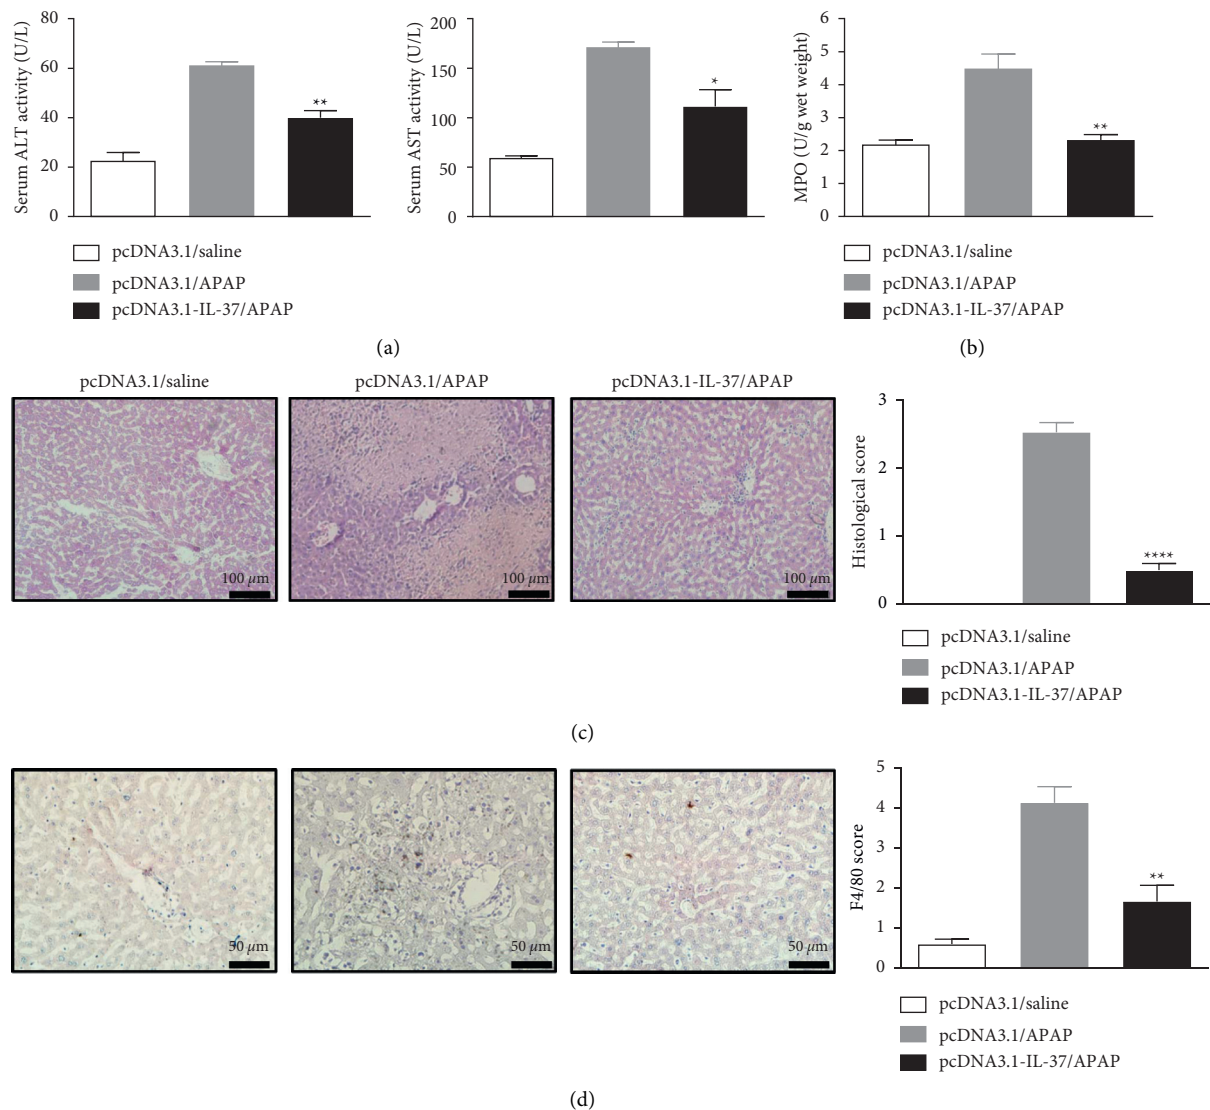 Serum ALT activity (U/L)
80
60
40
20
0
**
Serum AST activity (U/L)
200
150
100
50
0
*
MPO (U/g wet weight)
6
5
4
3
2
1
0
**
pcDNA3.1/saline
pcDNA3.1/APAP
pcDNA3.1-IL-37/APAP
pcDNA3.1/saline
pcDNA3.1/APAP
pcDNA3.1-IL-37/APAP
(a)
(b)
pcDNA3.1/saline
pcDNA3.1/APAP
pcDNA3.1-IL-37/APAP
100 µm
100 µm
100 µm
Histological score
3
2
1
0
****
pcDNA3.1/saline
pcDNA3.1/APAP
pcDNA3.1-IL-37/APAP
(c)
50 µm
50 µm
50 µm
F4/80 score
5
4
3
2
1
0
**
pcDNA3.1/saline
pcDNA3.1/APAP
pcDNA3.1-IL-37/APAP
(d)